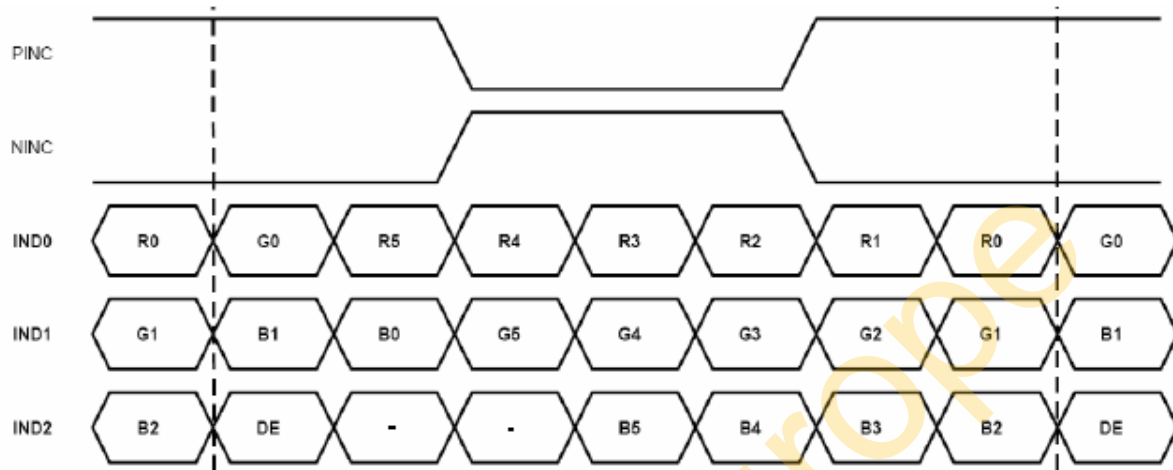 PINC
NINC
IND0 R0 G0 R5 R4 R3 R2 R1 R0 G0
IND1 G1 B1 B0 G5 G4 G3 G2 G1 B1
IND2 B2 DE - - B5 B4 B3 B2 DE
rope